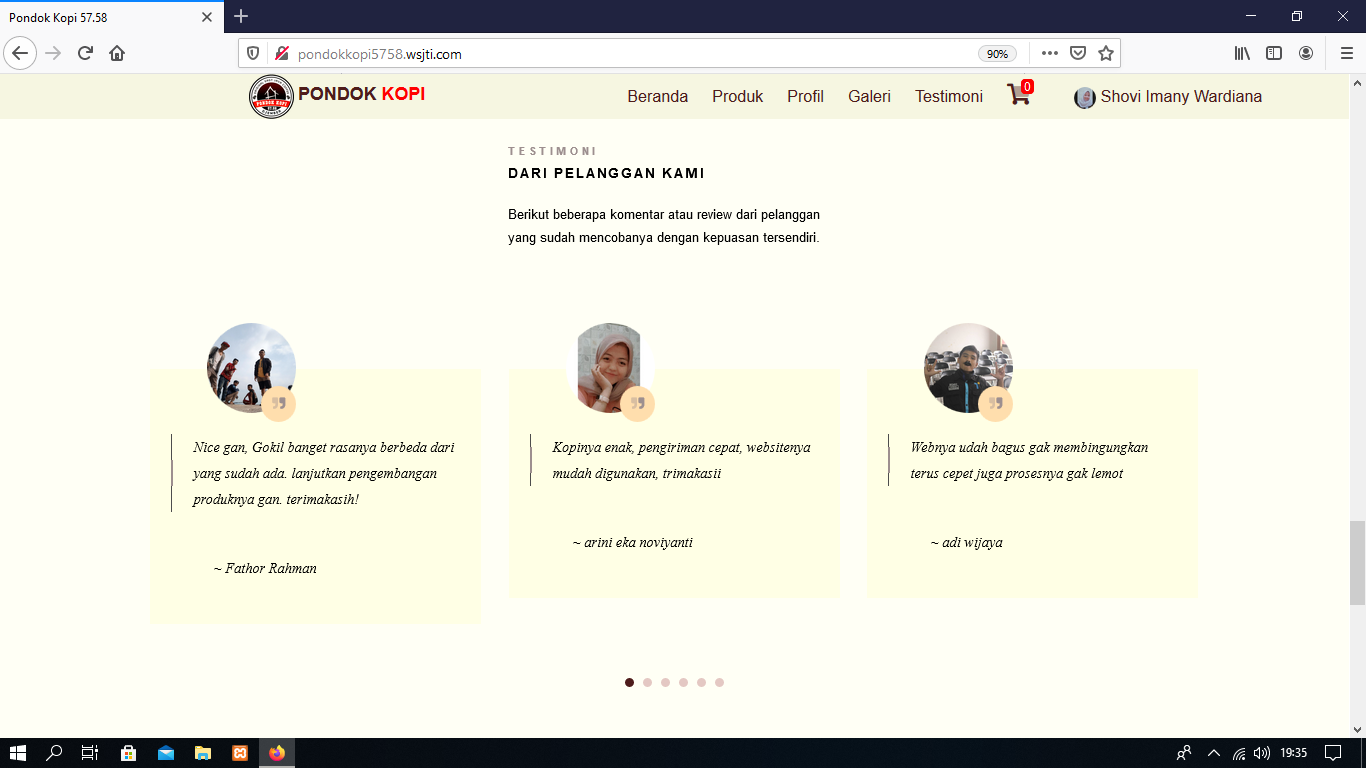 Pondok Kopi 57.58
pondokkopi5758.wsjti.com
90%
PONDOK KOPI
PONDOK KOPI
Beranda
Produk
Profil
Galeri
Testimoni
0
Shovi Imany Wardiana
TESTIMONI
DARI PELANGGAN KAMI
Berikut beberapa komentar atau review dari pelanggan
yang sudah mencobanya dengan kepuasan tersendiri.
Nice gan, Gokil banget rasanya berbeda dari
yang sudah ada. lanjutkan pengembangan
produknya gan. terimakasih!
~ Fathor Rahman
Kopinya enak, pengiriman cepat, websitenya
mudah digunakan, trimakasii
~ arini eka noviyanti
Webnya udah bagus gak membingungkan
terus cepet juga prosesnya gak lemot
~ adi wijaya
19:35